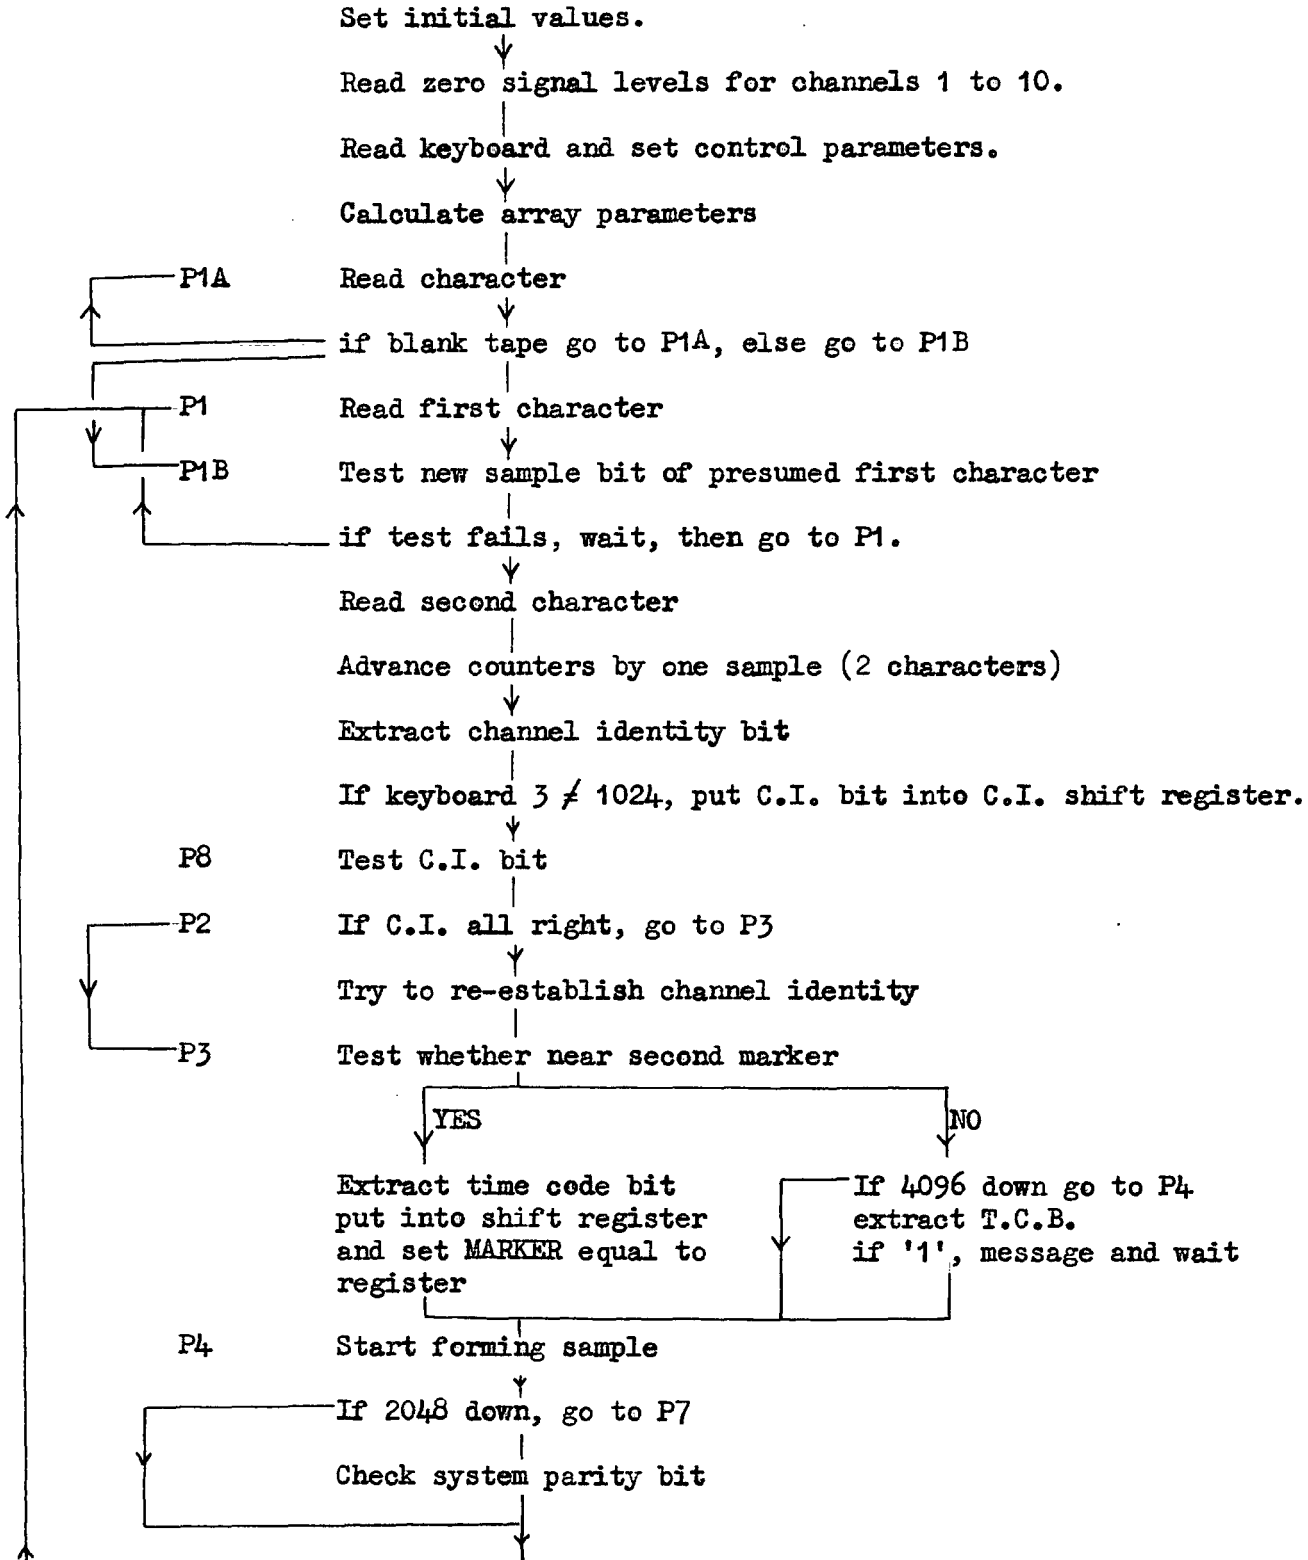 Set initial values.
Read zero signal levels for channels 1 to 10.
Read keyboard and set control parameters.
Calculate array parameters
P1A Read character
if blank tape go to P1A, else go to P1B
P1 Read first character
P1B Test new sample bit of presumed first character
if test fails, wait, then go to P1.
Read second character
Advance counters by one sample (2 characters)
Extract channel identity bit
If keyboard 3 ≠ 1024, put C.I. bit into C.I. shift register.
P8 Test C.I. bit
P2 If C.I. all right, go to P3
Try to re-establish channel identity
P3 Test whether near second marker
YES
Extract time code bit
put into shift register
and set MARKER equal to
register
NO
If 4096 down go to P4
extract T.C.B.
if '1', message and wait
P4 Start forming sample
If 2048 down, go to P7
Check system parity bit